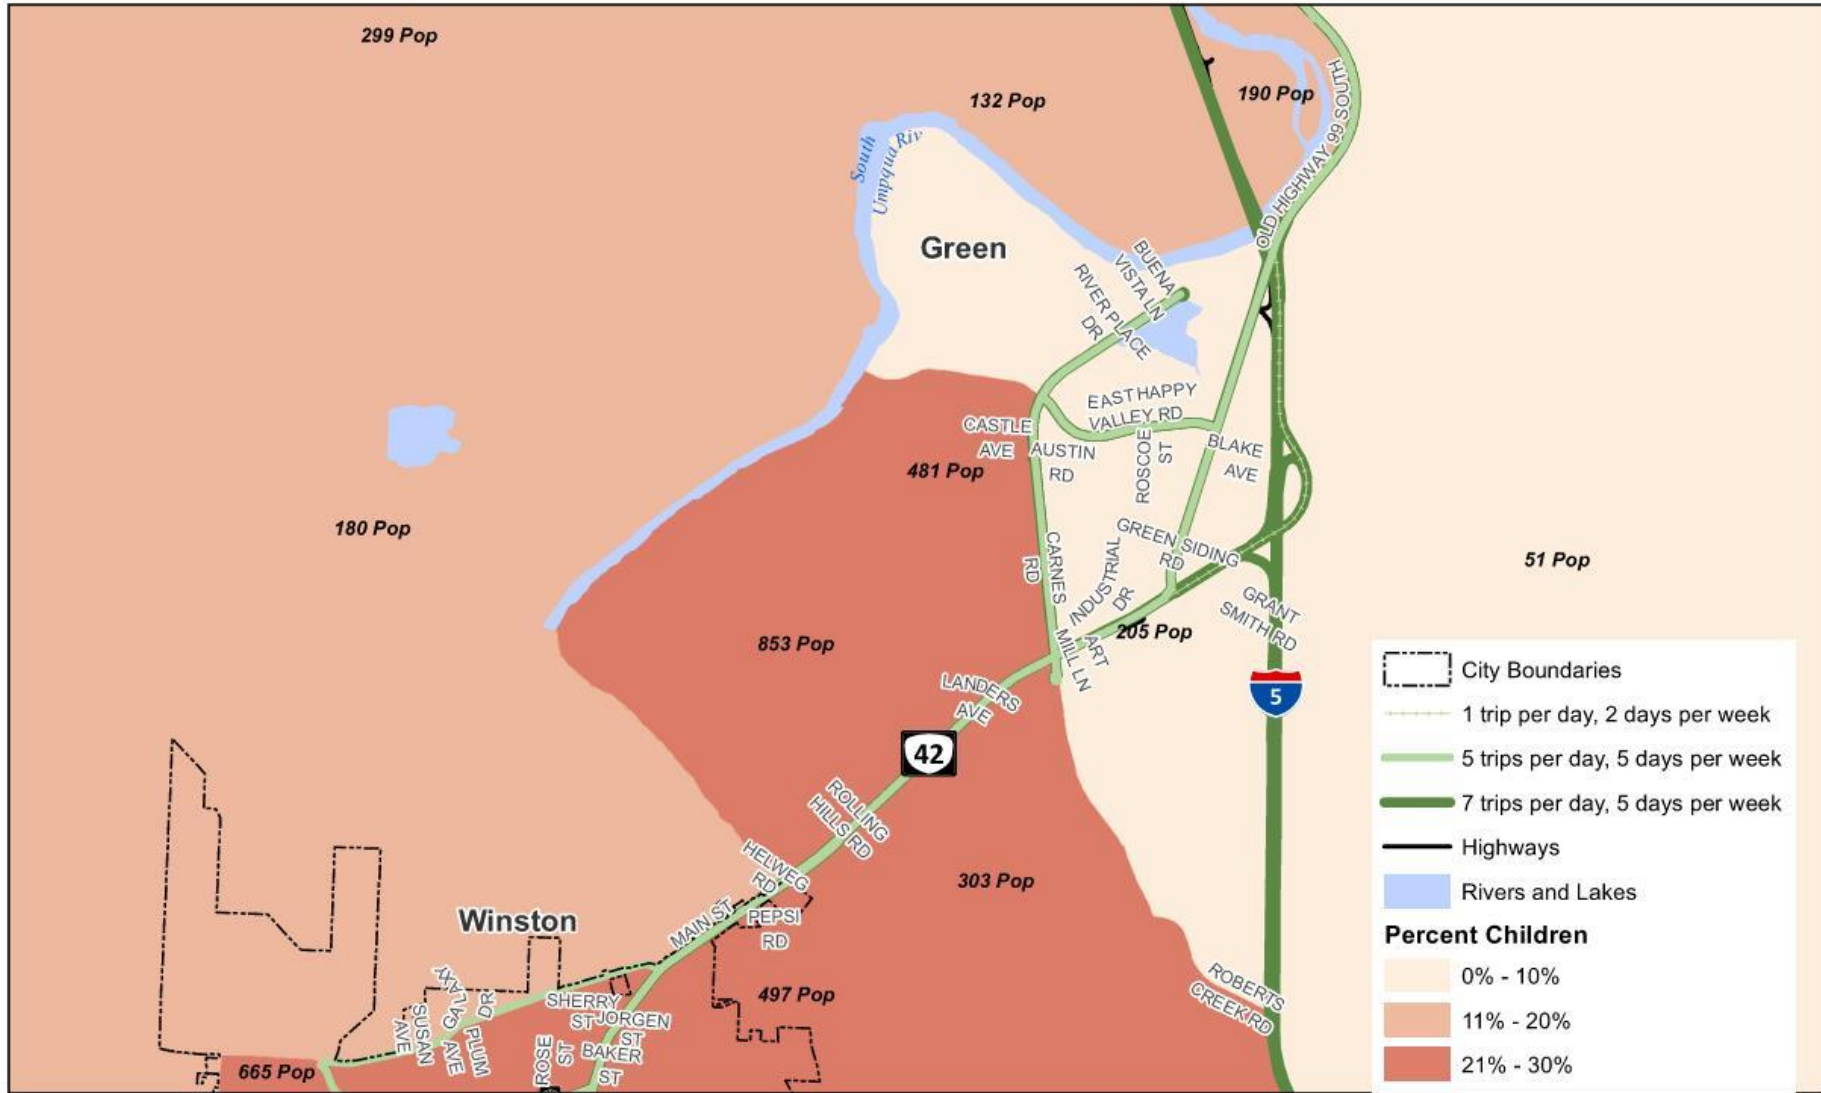 299 Pop
132 Pop
190 Pop
OLD HIGHWAY 99 SOUTH
South
Umpqua Riv
Green
BUENA
VISTA LN
RIVER PLACE
DR
EAST HAPPY
VALLEY RD
CASTLE
AVE
AUSTIN
RD
ROSCOE
ST
BLAKE
AVE
481 Pop
180 Pop
GREEN SIDING
RD
CARNES
RD
INDUSTRIAL
DR
51 Pop
GRANT
SMITH RD
205 Pop
ART
MILL LN
853 Pop
LANDERS
AVE
5
42
ROLLING
HILLS RD
HELWEG
RD
303 Pop
Winston
MAIN ST
PEPSI
RD
497 Pop
ROBERTS
CREEK RD
GALAXY
DR
SUSAN
AVE
PLUM
AVE
SHERRY
ST
JORGEN
ST
ROSE
ST
BAKER
ST
665 Pop
City Boundaries
1 trip per day, 2 days per week
5 trips per day, 5 days per week
7 trips per day, 5 days per week
Highways
Rivers and Lakes
Percent Children
0% - 10%
11% - 20%
21% - 30%